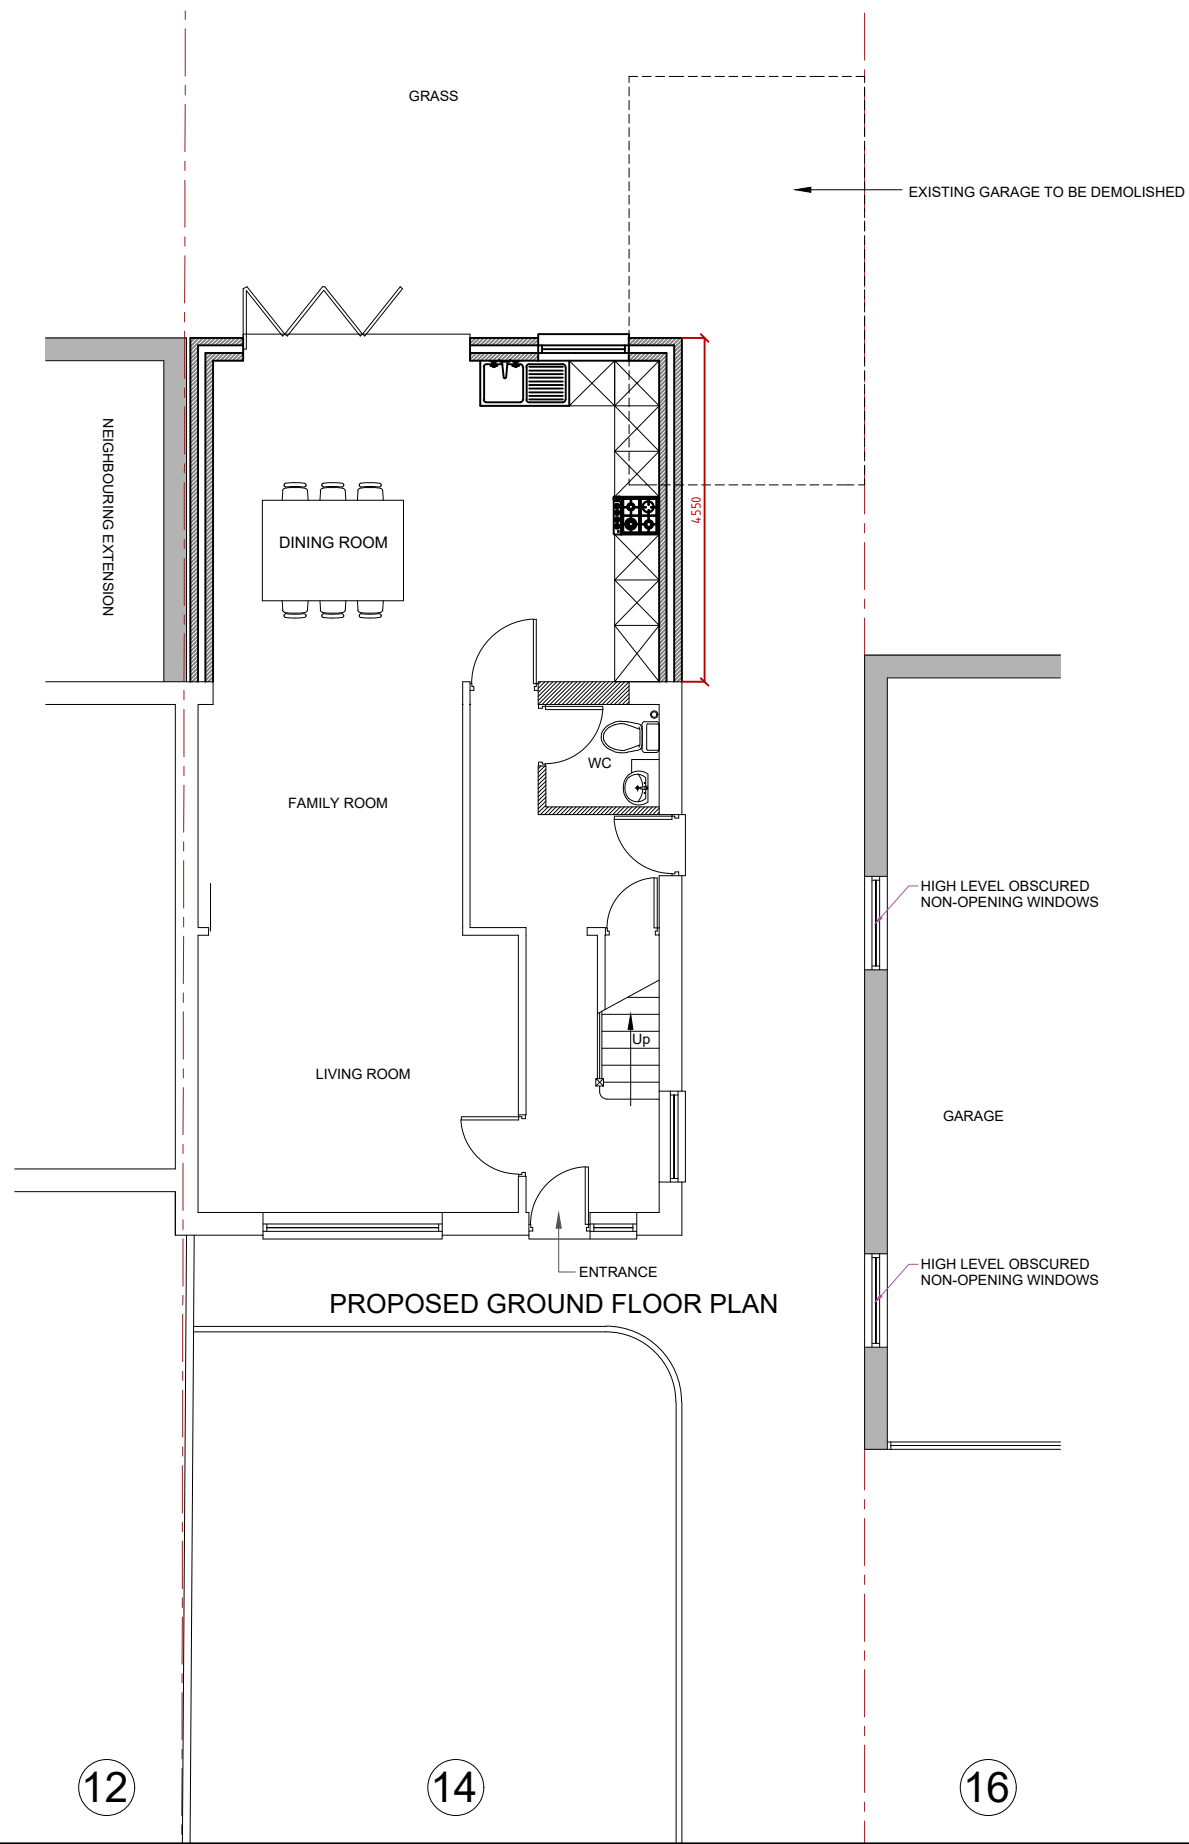 GRASS
EXISTING GARAGE TO BE DEMOLISHED
NEIGHBOURING EXTENSION
4550
DINING ROOM
WC
FAMILY ROOM
HIGH LEVEL OBSCURED
NON-OPENING WINDOWS
Up
LIVING ROOM
GARAGE
HIGH LEVEL OBSCURED
NON-OPENING WINDOWS
ENTRANCE
PROPOSED GROUND FLOOR PLAN
12
14
16